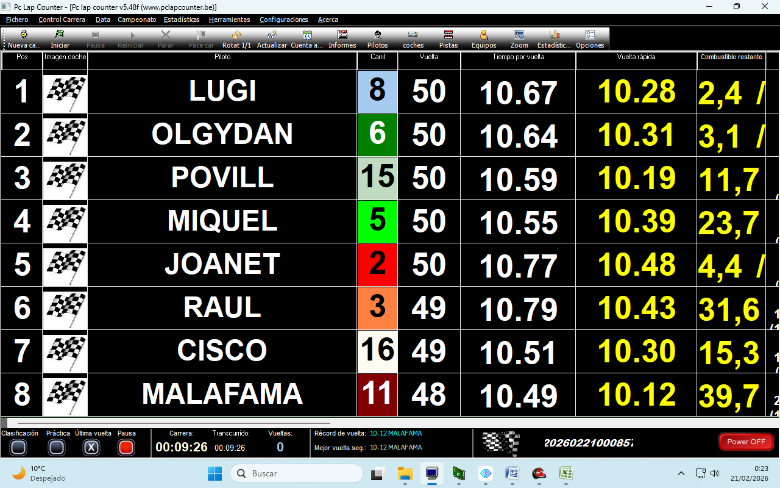 Pc Lap Counter - [Pc lap counter v5.48f (www.pclapcounter.be)]
Fichero Control Carrera Data Campeonato Estadísticas Herramientas Configuraciones Acerca
Nueva ca... Iniciar Pausa Reiniciar Parar Pace car Rotat 1/1 Actualizar Cuenta a... Informes Pilotos coches Pistas Equipos Zoom Estadístic... Opciones
Pos Imagen coche Piloto Carril Vuelta Tiempo por vuelta Vuelta rápida Combustible restante
1 LUGI 8 50 10.67 10.28 2,4 /
2 OLGYDAN 6 50 10.64 10.31 3,1 /
3 POVILL 15 50 10.59 10.19 11,7
4 MIQUEL 5 50 10.55 10.39 23,7
5 JOANET 2 50 10.77 10.48 4,4 /
6 RAUL 3 49 10.79 10.43 31,6
7 CISCO 16 49 10.51 10.30 15,3
8 MALAFAMA 11 48 10.49 10.12 39,7
Clasificación Práctica Última vuelta Pausa Carrera: Transcurrido: Vueltas: Récord de vuelta: 10.12 MALAFAMA
X 00:09:26 00:09:26 0 Mejor vuelta seg.: 10.12 MALAFAMA
20260221000857
Power OFF
10°C
Despejado
Buscar
0:23
21/02/2026